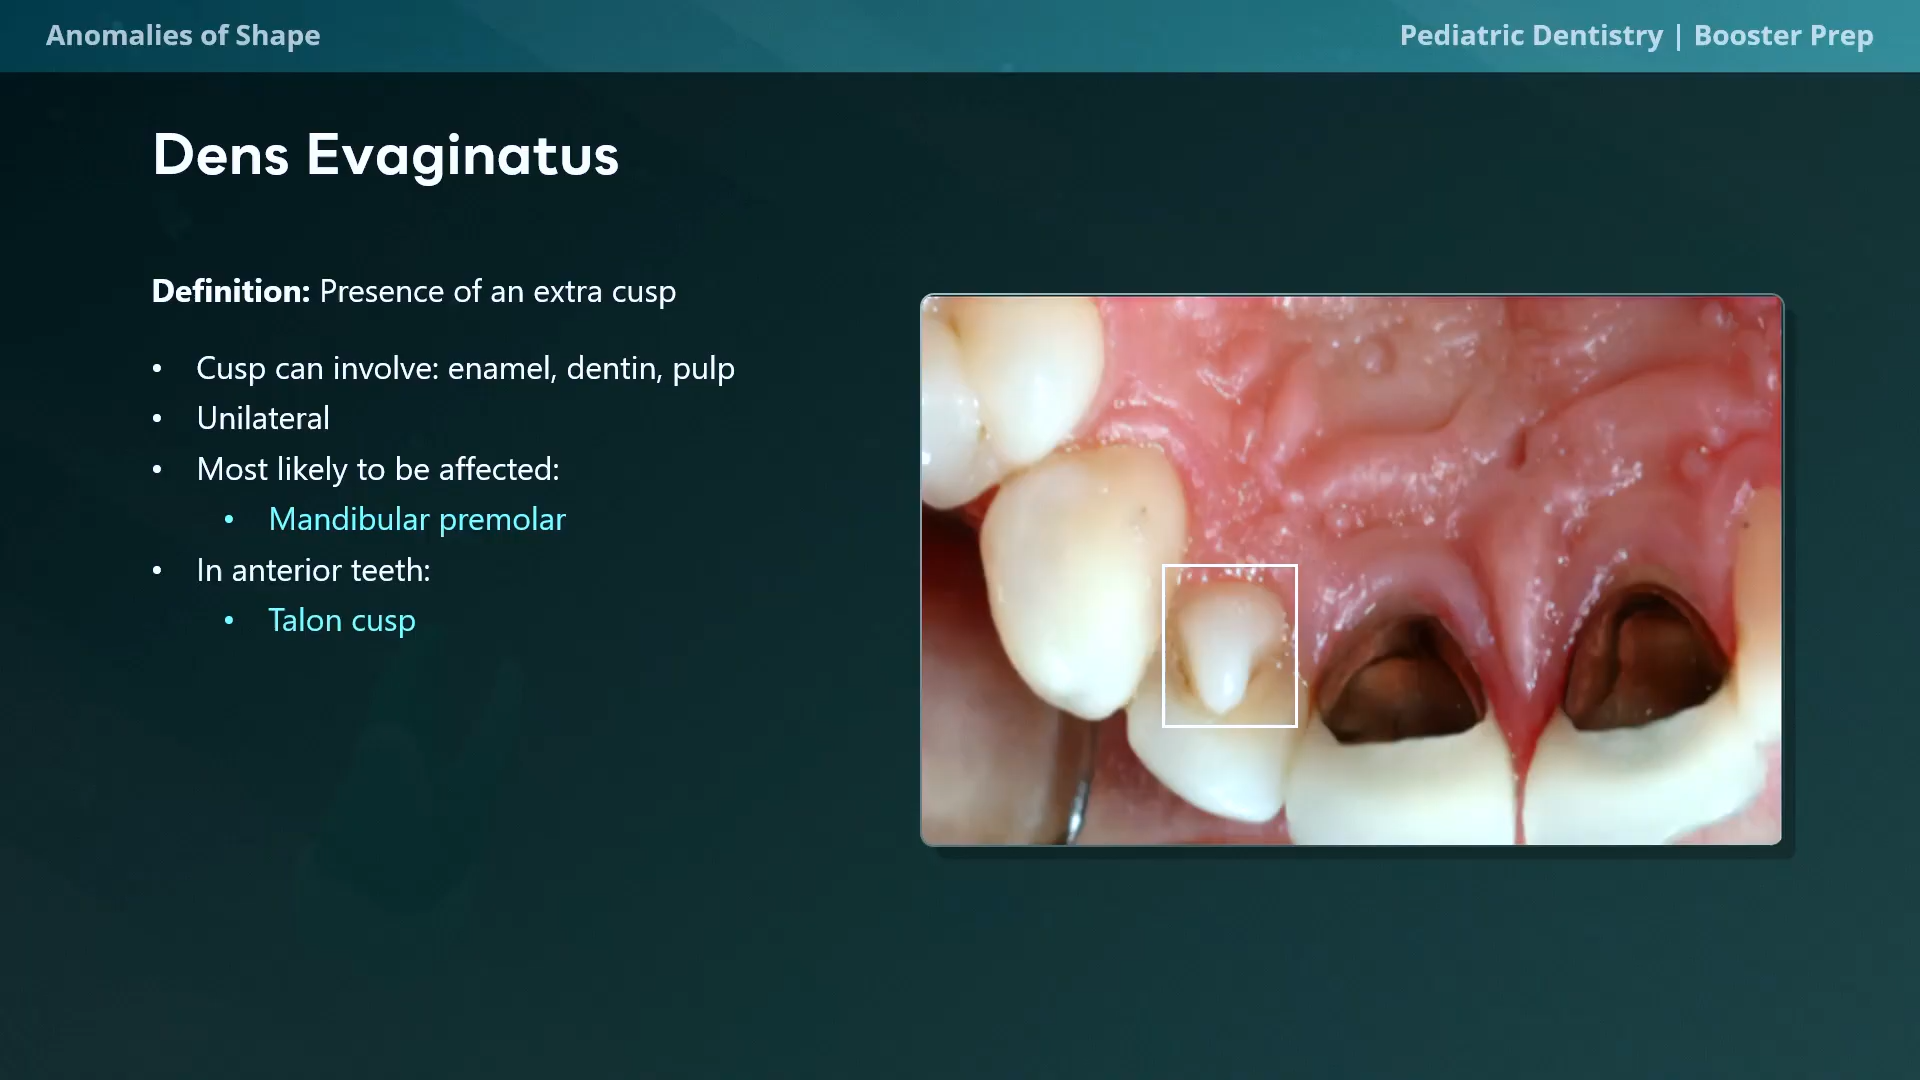 Anomalies of Shape
Pediatric Dentistry | Booster Prep
Dens Evaginatus
Definition: Presence of an extra cusp
• Cusp can involve: enamel, dentin, pulp
• Unilateral
• Most likely to be affected:
• Mandibular premolar
• In anterior teeth:
• Talon cusp